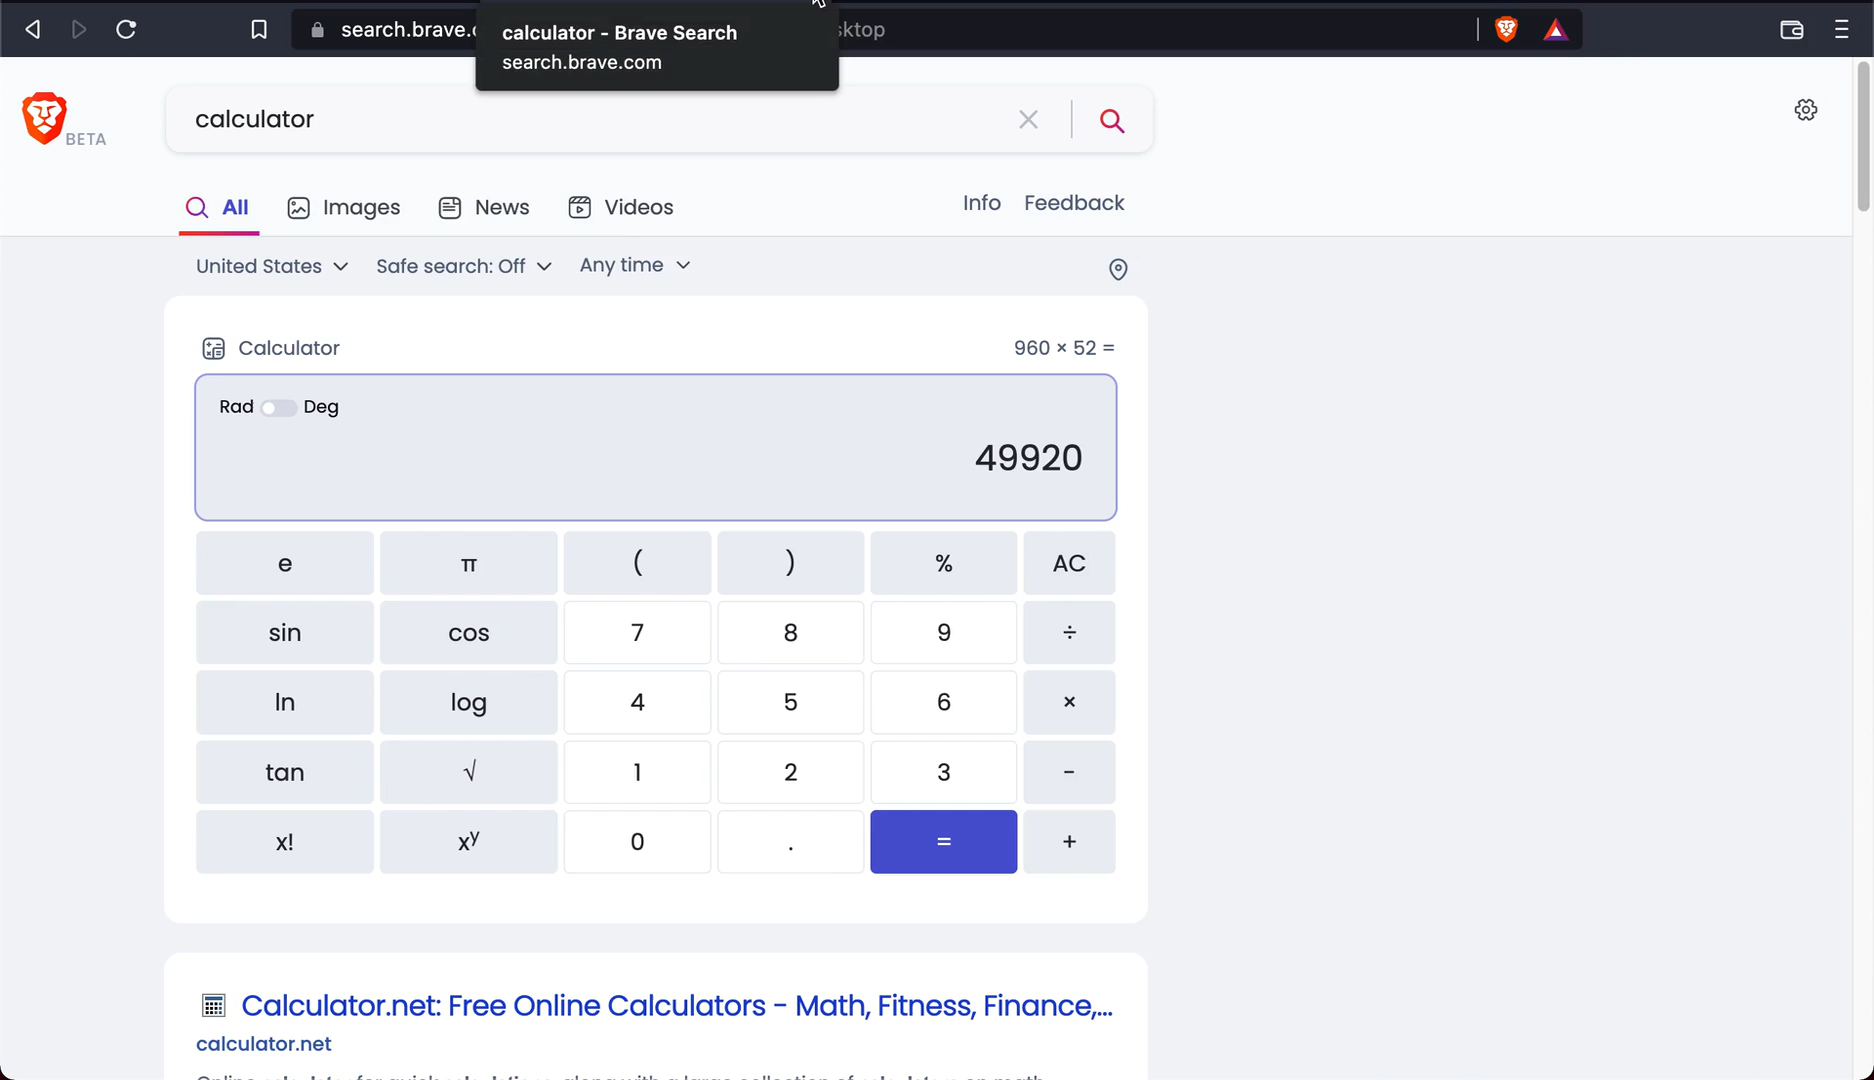 search.brave.c
sktop
calculator - Brave Search
search.brave.com
BETA
calculator
All Images News Videos Info Feedback
United States Safe search: Off Any time
Calculator 960 × 52 =
Rad Deg
49920
e π ( ) % AC
sin cos 7 8 9 ÷
ln log 4 5 6 ×
tan √ 1 2 3 -
x! xʸ 0 . = +
Calculator.net: Free Online Calculators - Math, Fitness, Finance,...
calculator.net